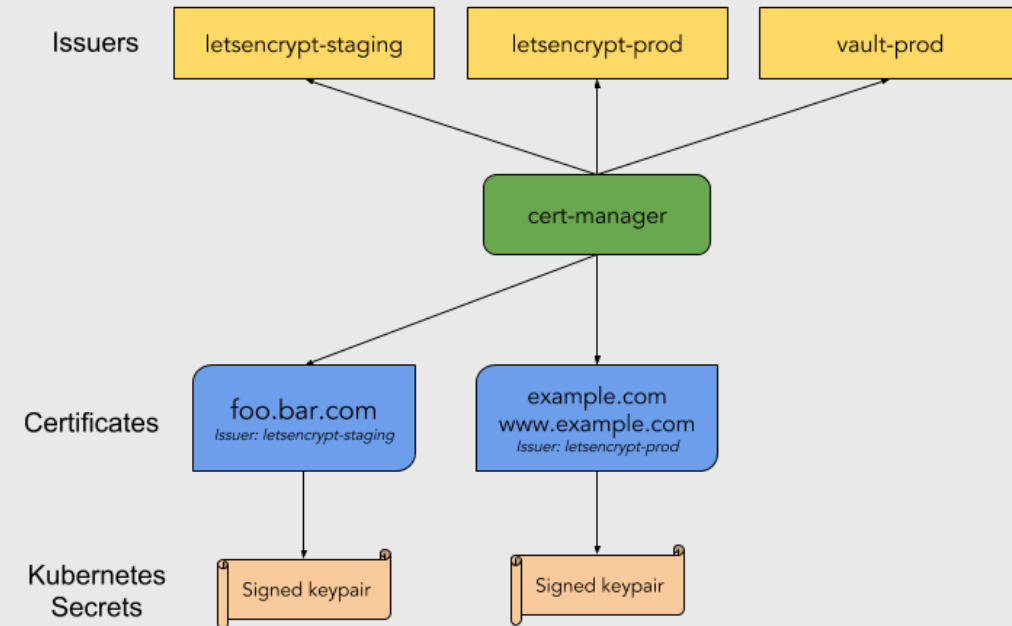 Issuers
letsencrypt-staging
letsencrypt-prod
vault-prod
cert-manager
Certificates
foo.bar.com
Issuer: letsencrypt-staging
example.com
www.example.com
Issuer: letsencrypt-prod
Kubernetes
Secrets
Signed keypair
Signed keypair